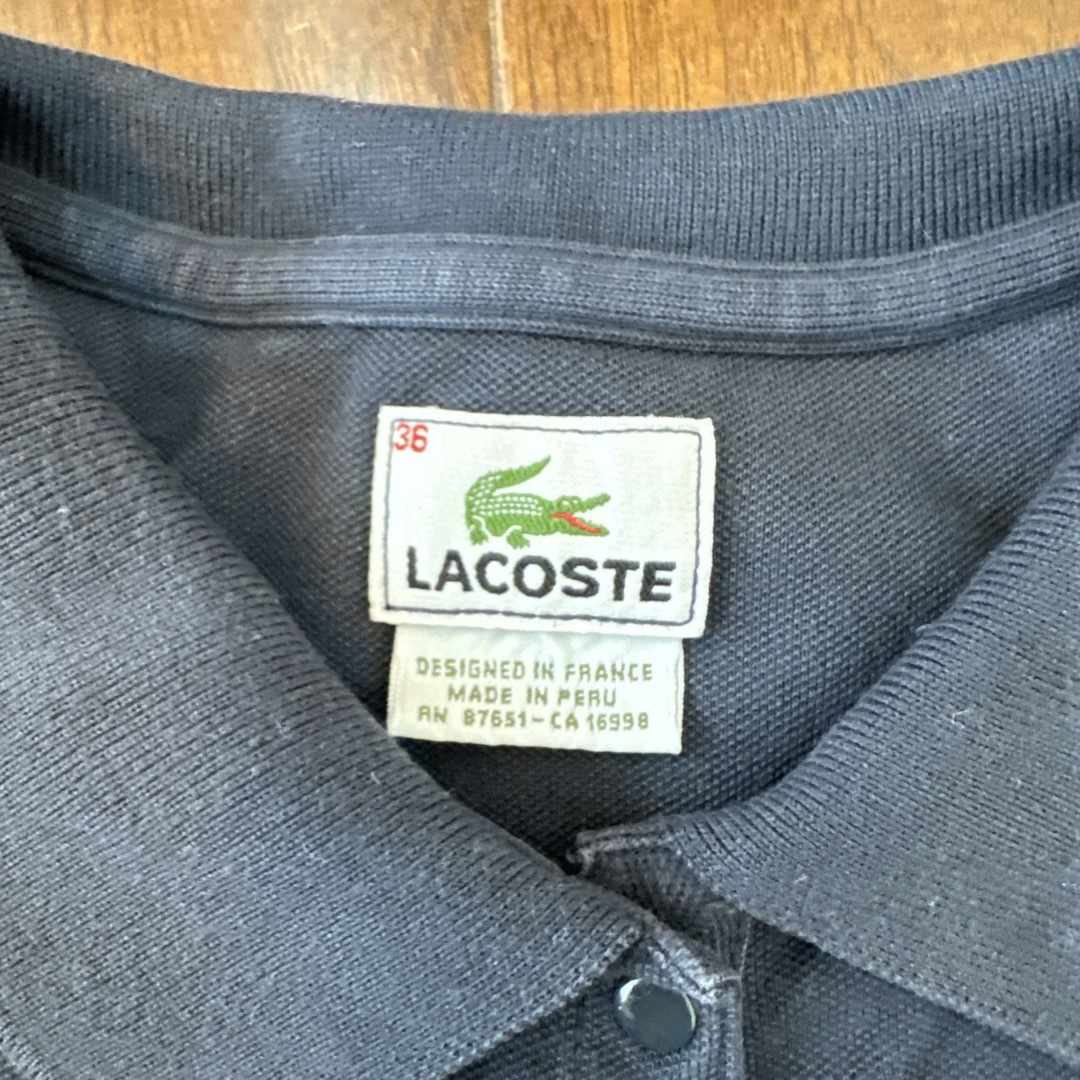 36
LACOSTE
DESIGNED IN FRANCE
MADE IN PERU
RN 87651-CA 16998